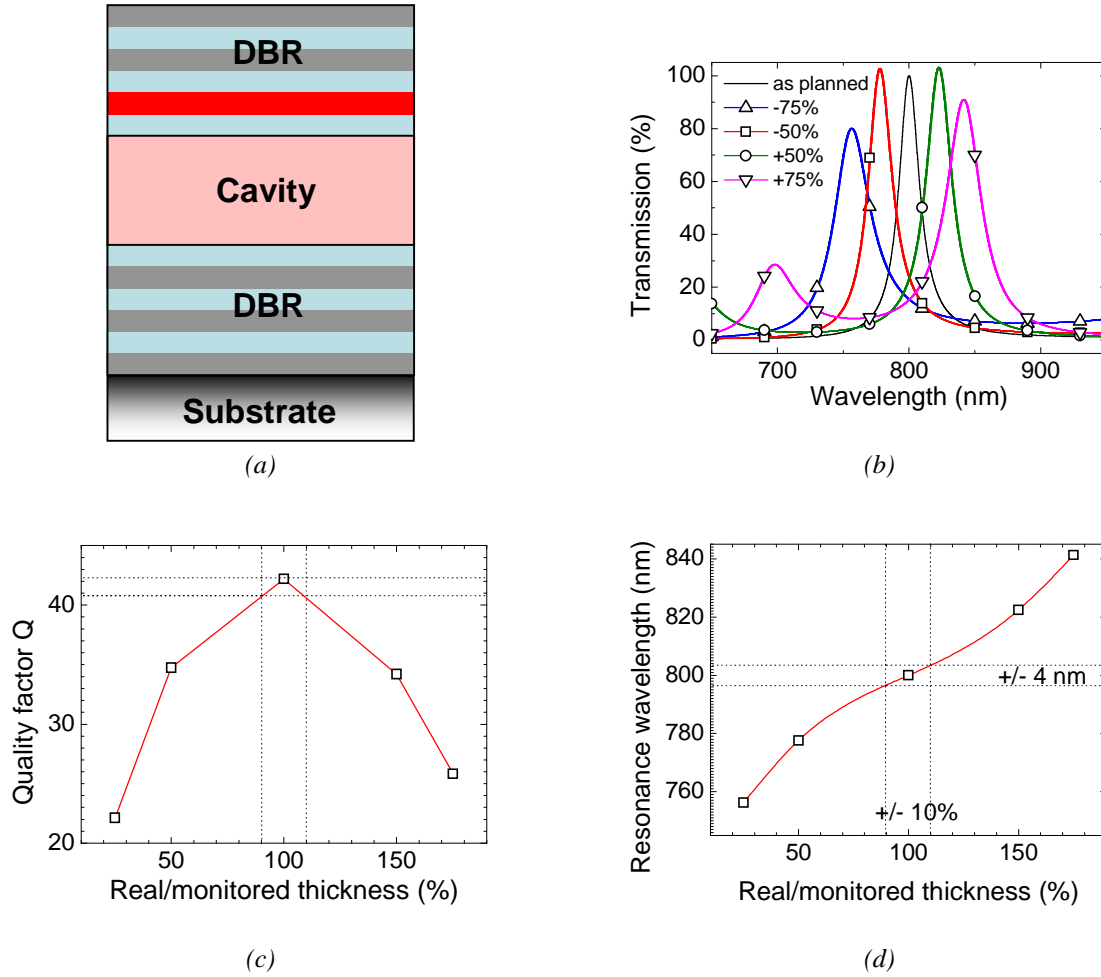 DBR
Cavity
DBR
Substrate
(a)
100
80
60
40
20
0
Transmission (%)
as planned
-75%
-50%
+50%
+75%
700
800
900
Wavelength (nm)
(b)
40
30
20
Quality factor Q
50
100
150
Real/monitored thickness (%)
(c)
840
820
800
780
760
Resonance wavelength (nm)
+/- 4 nm
+/- 10%
50
100
150
Real/monitored thickness (%)
(d)